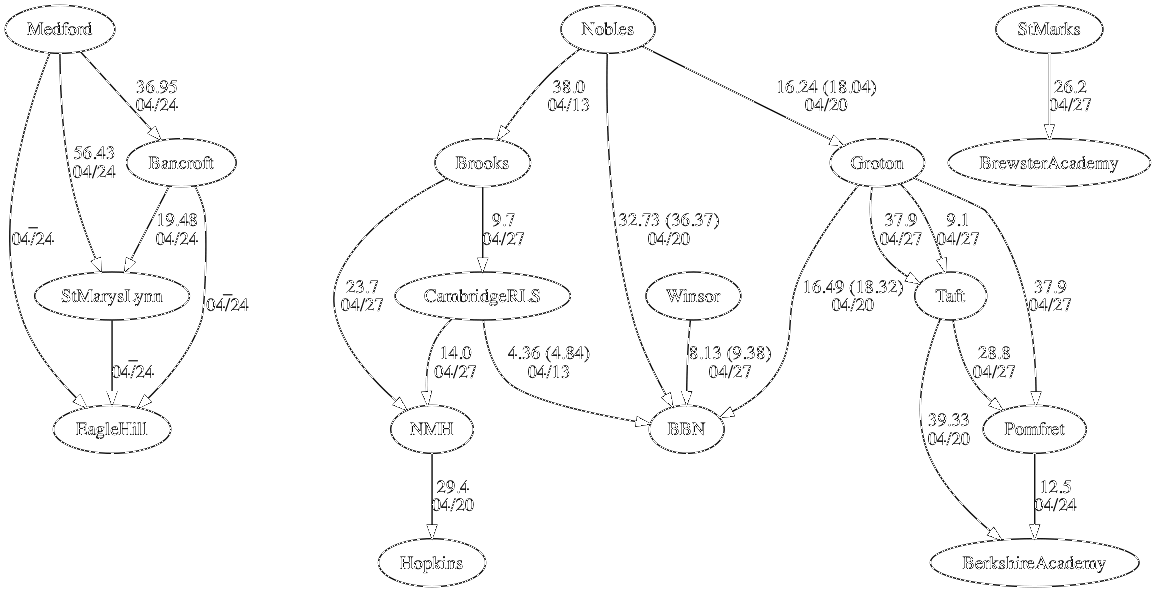 Medford
Nobles
StMarks
36.95
04/24
38.0
04/13
16.24 (18.04)
04/20
26.2
04/27
56.43
04/24
Bancroft
Brooks
Groton
BrewsterAcademy
_
04/24
19.48
04/24
9.7
04/27
32.73 (36.37)
04/20
37.9
04/27
9.1
04/27
_
04/24
StMarysLynn
23.7
04/27
CambridgeRLS
Winsor
16.49 (18.32)
04/20
Taft
37.9
04/27
_
04/24
14.0
04/27
4.36 (4.84)
04/13
8.13 (9.38)
04/27
28.8
04/27
EagleHill
NMH
BBN
39.33
04/20
Pomfret
29.4
04/20
12.5
04/24
Hopkins
BerkshireAcademy